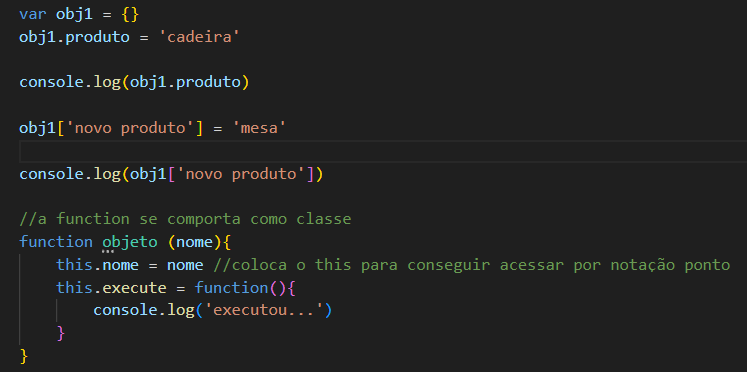 var obj1 = {}
obj1.produto = 'cadeira'
console.log(obj1.produto)
obj1['novo produto'] = 'mesa'
console.log(obj1['novo produto'])
//a function se comporta como classe
function objeto (nome){
    this.nome = nome //coloca o this para conseguir acessar por notação ponto
    this.execute = function(){
        console.log('executou...')
    }
}